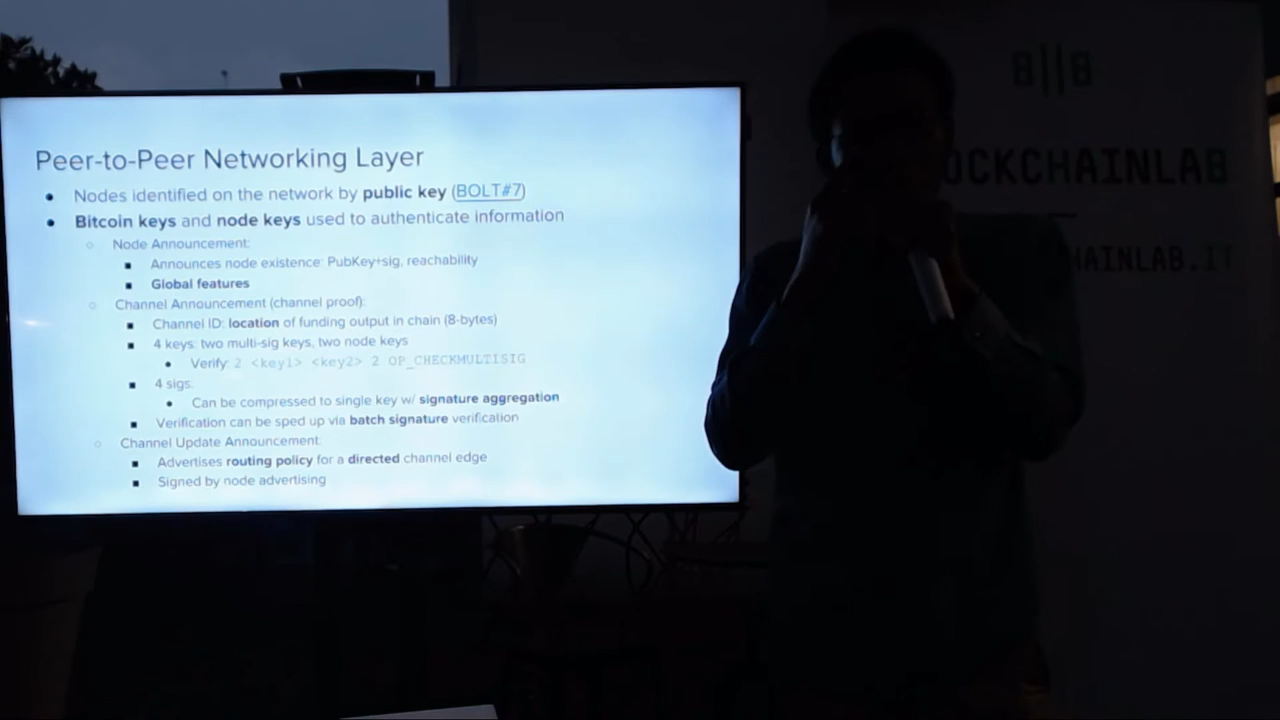 Peer-to-Peer Networking Layer
● Nodes identified on the network by public key (BOLT#7)
● Bitcoin keys and node keys used to authenticate information
○ Node Announcement:
■ Announces node existence: PubKey+sig, reachability
■ Global features
○ Channel Announcement (channel proof):
■ Channel ID: location of funding output in chain (8-bytes)
■ 4 keys: two multi-sig keys, two node keys
● Verify: 2 <key1> <key2> 2 OP_CHECKMULTISIG
■ 4 sigs:
● Can be compressed to single key w/ signature aggregation
■ Verification can be sped up via batch signature verification
○ Channel Update Announcement:
■ Advertises routing policy for a directed channel edge
■ Signed by node advertising
B||B
OCKCHAINLAB
HAINLAB.IT